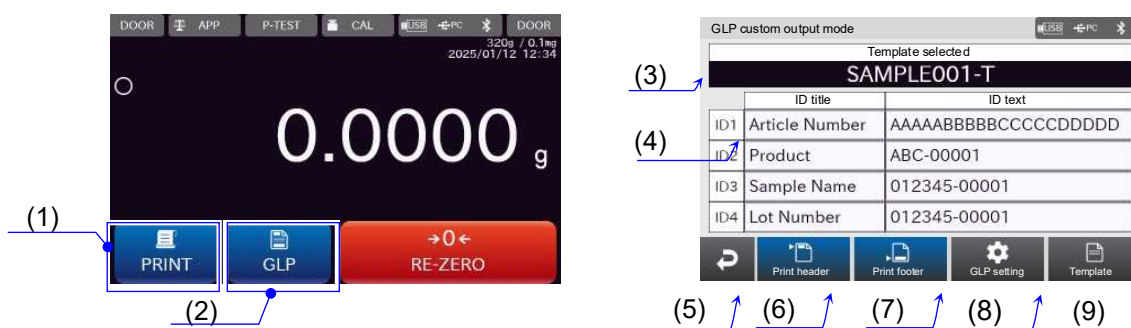 DOOR APP P-TEST CAL USB PC DOOR
320g / 0.1mg
2025/01/12 12:34
0.0000 g
(1)
PRINT GLP →0← RE-ZERO
(2)
GLP custom output mode USB PC
Template selected
(3)
SAMPLE001-T
ID title ID text
ID1 Article Number AAAAABBBBBCCCCCDDDDD
(4)
ID2 Product ABC-00001
ID3 Sample Name 012345-00001
ID4 Lot Number 012345-00001
Print header Print footer GLP setting Template
(5) (6) (7) (8) (9)